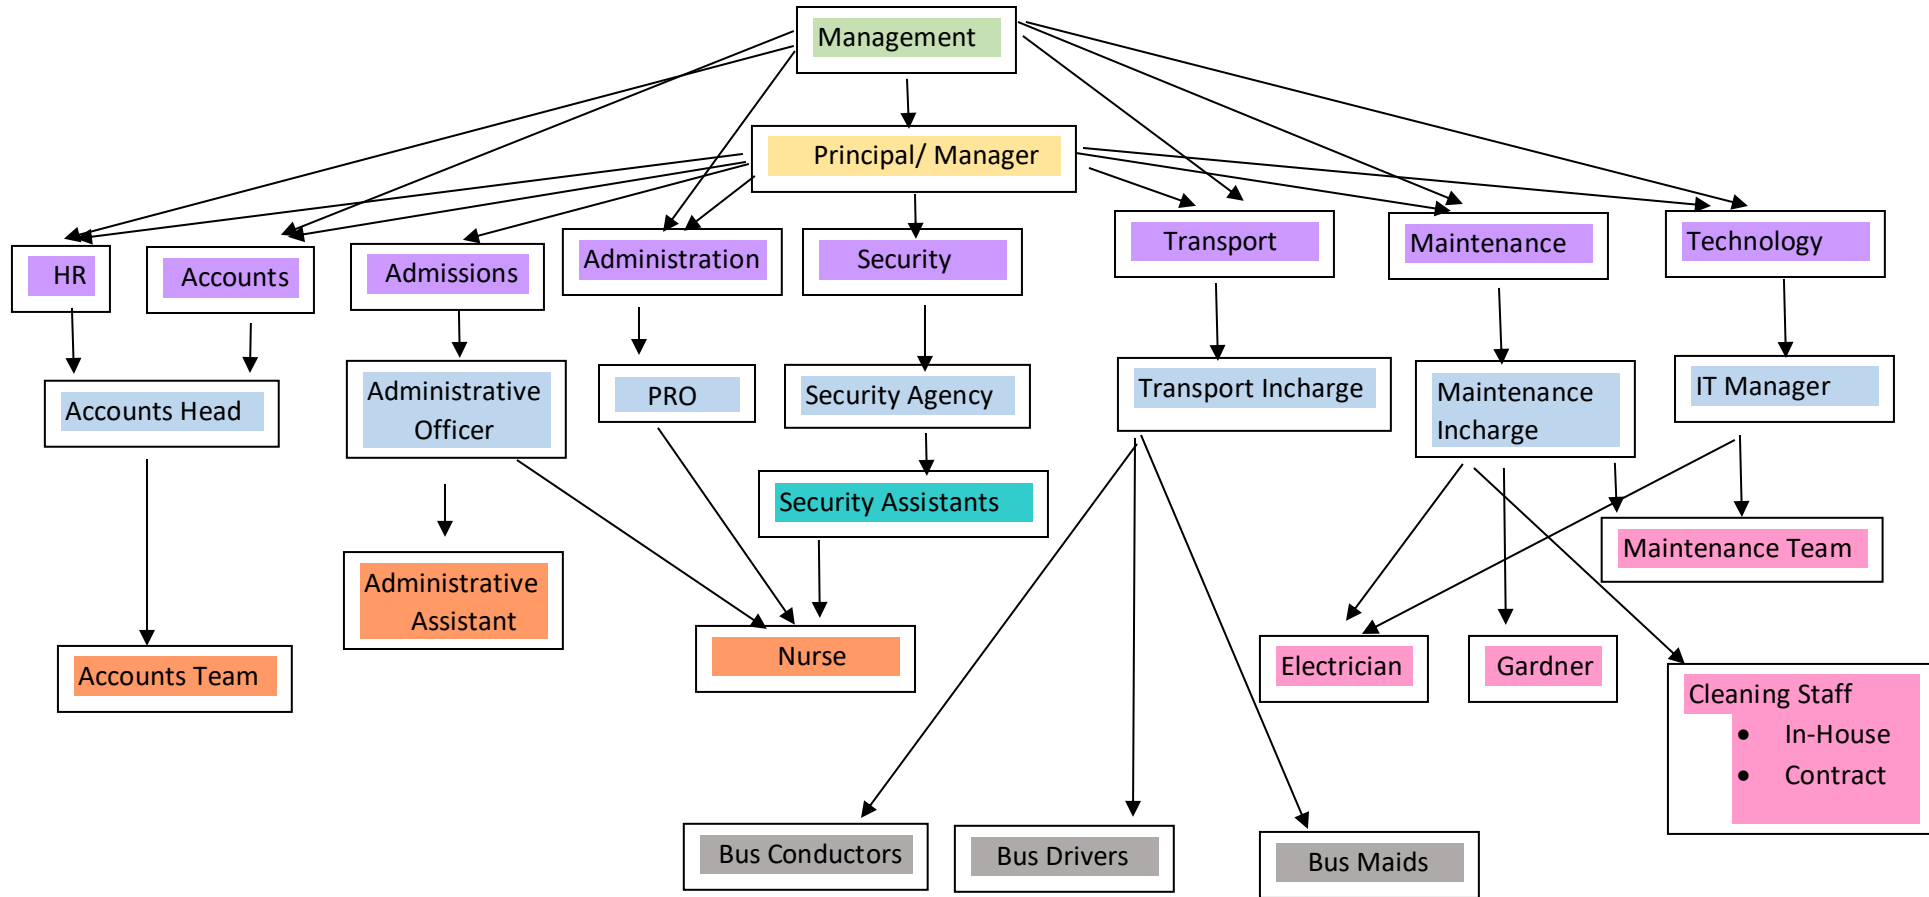 Management
Principal/ Manager
HR
Accounts
Admissions
Administration
Security
Transport
Maintenance
Technology
Accounts Head
Administrative
Officer
PRO
Security Agency
Transport Incharge
Maintenance
Incharge
IT Manager
Security Assistants
Maintenance Team
Administrative
Assistant
Accounts Team
Nurse
Electrician
Gardner
Cleaning Staff
• In-House
• Contract
Bus Conductors
Bus Drivers
Bus Maids